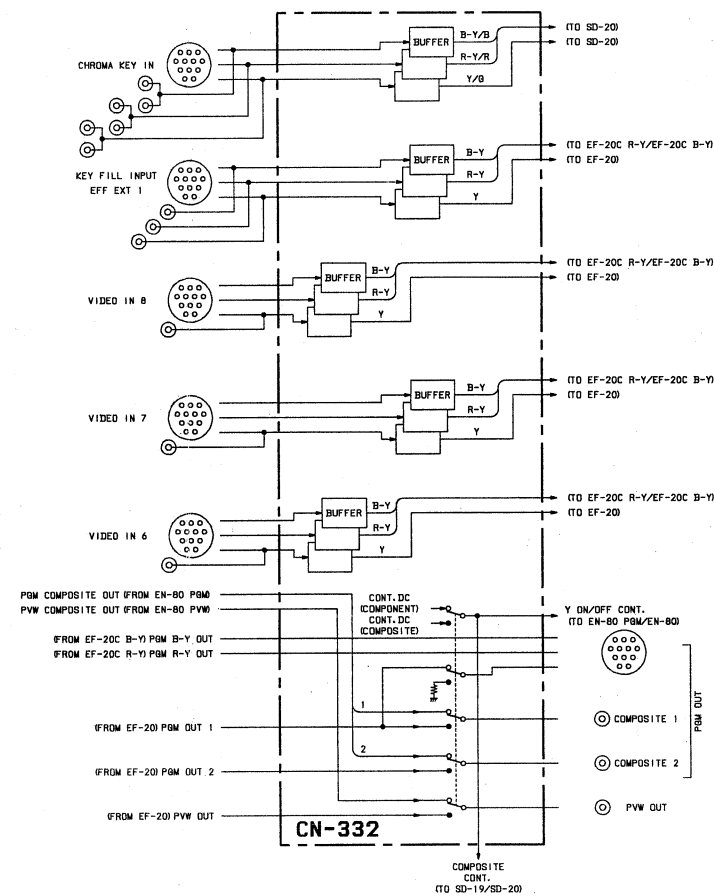 CHROMA KEY IN
BUFFER
B-Y/B
R-Y/R
Y/G
(TO SD-20)
(TO SD-20)
KEY FILL INPUT
EFF EXT 1
BUFFER
B-Y
R-Y
Y
(TO EF-20C R-Y/EF-20C B-Y)
(TO EF-20)
VIDEO IN 8
BUFFER
B-Y
R-Y
Y
(TO EF-20C R-Y/EF-20C B-Y)
(TO EF-20)
VIDEO IN 7
BUFFER
B-Y
R-Y
Y
(TO EF-20C R-Y/EF-20C B-Y)
(TO EF-20)
VIDEO IN 6
BUFFER
B-Y
R-Y
Y
(TO EF-20C R-Y/EF-20C B-Y)
(TO EF-20)
PGM COMPOSITE OUT (FROM EN-80 PGM)
PVW COMPOSITE OUT (FROM EN-80 PVW)
CONT.DC
(COMPONENT)
CONT.DC
(COMPOSITE)
Y ON/OFF CONT.
(TO EN-80 PGM/EN-80)
(FROM EF-20C B-Y) PGM B-Y OUT
(FROM EF-20C R-Y) PGM R-Y OUT
1
(FROM EF-20) PGM OUT 1
COMPOSITE 1
2
(FROM EF-20) PGM OUT 2
COMPOSITE 2
PGM OUT
(FROM EF-20) PVW OUT
PVW OUT
CN-332
COMPOSITE
CONT.
(TO SD-19/SD-20)